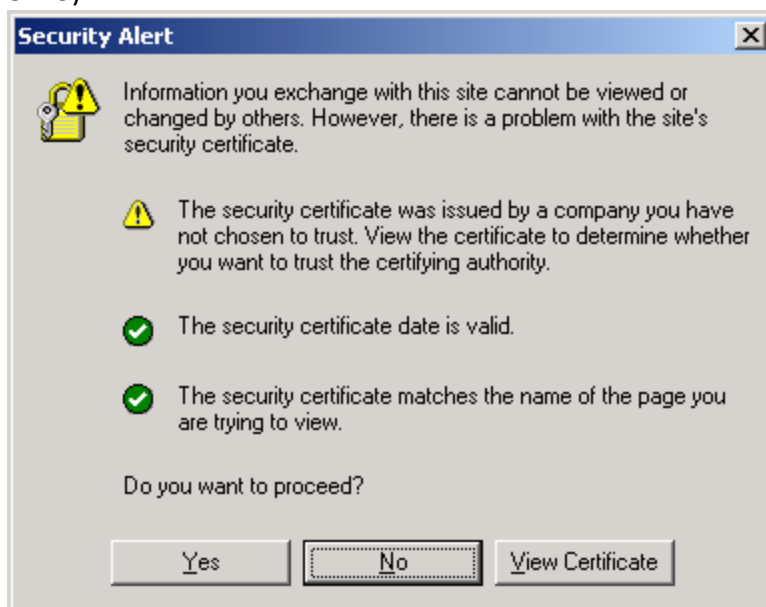 Security Alert
Information you exchange with this site cannot be viewed or
changed by others. However, there is a problem with the site's
security certificate.
The security certificate was issued by a company you have
not chosen to trust. View the certificate to determine whether
you want to trust the certifying authority.
The security certificate date is valid.
The security certificate matches the name of the page you
are trying to view.
Do you want to proceed?
Yes No View Certificate